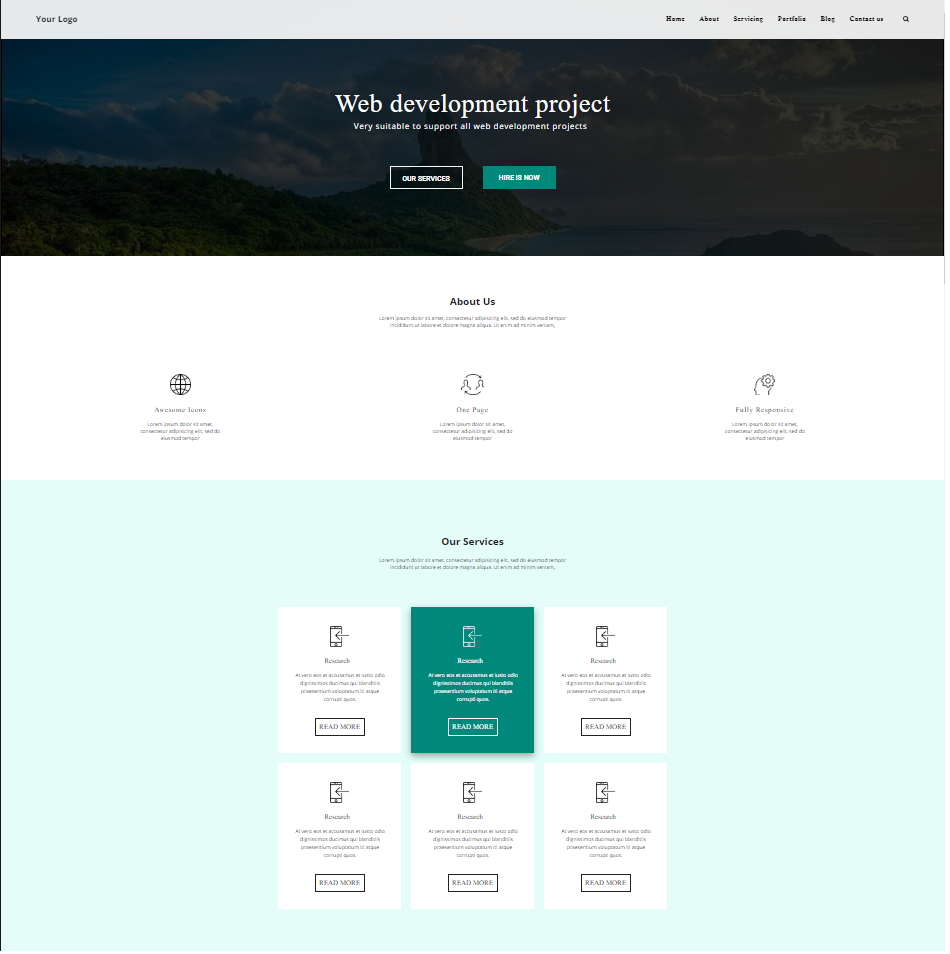 Your Logo
Home About Servicing Portfolio Blog Contact us
Web development project
Very suitable to support all web development projects
OUR SERVICES HIRE IS NOW
About Us
Lorem ipsum dolor sit amet, consectetur adipisicing elit, sed do eiusmod tempor
incididunt ut labore et dolore magna aliqua. Ut enim ad minim veniam,
Awesome Icons
Lorem ipsum dolor sit amet,
consectetur adipisicing elit, sed do
eiusmod tempor
One Page
Lorem ipsum dolor sit amet,
consectetur adipisicing elit, sed do
eiusmod tempor
Fully Responsive
Lorem ipsum dolor sit amet,
consectetur adipisicing elit, sed do
eiusmod tempor
Our Services
Lorem ipsum dolor sit amet, consectetur adipisicing elit, sed do eiusmod tempor
incididunt ut labore et dolore magna aliqua. Ut enim ad minim veniam,
Research
At vero eos et accusamus et iusto odio
dignissimos ducimus qui blanditiis
praesentium voluptatum ti atque
corrupti quos.
READ MORE
Research
At vero eos et accusamus et iusto odio
dignissimos ducimus qui blanditiis
praesentium voluptatum ti atque
corrupti quos.
READ MORE
Research
At vero eos et accusamus et iusto odio
dignissimos ducimus qui blanditiis
praesentium voluptatum ti atque
corrupti quos.
READ MORE
Research
At vero eos et accusamus et iusto odio
dignissimos ducimus qui blanditiis
praesentium voluptatum ti atque
corrupti quos.
READ MORE
Research
At vero eos et accusamus et iusto odio
dignissimos ducimus qui blanditiis
praesentium voluptatum ti atque
corrupti quos.
READ MORE
Research
At vero eos et accusamus et iusto odio
dignissimos ducimus qui blanditiis
praesentium voluptatum ti atque
corrupti quos.
READ MORE